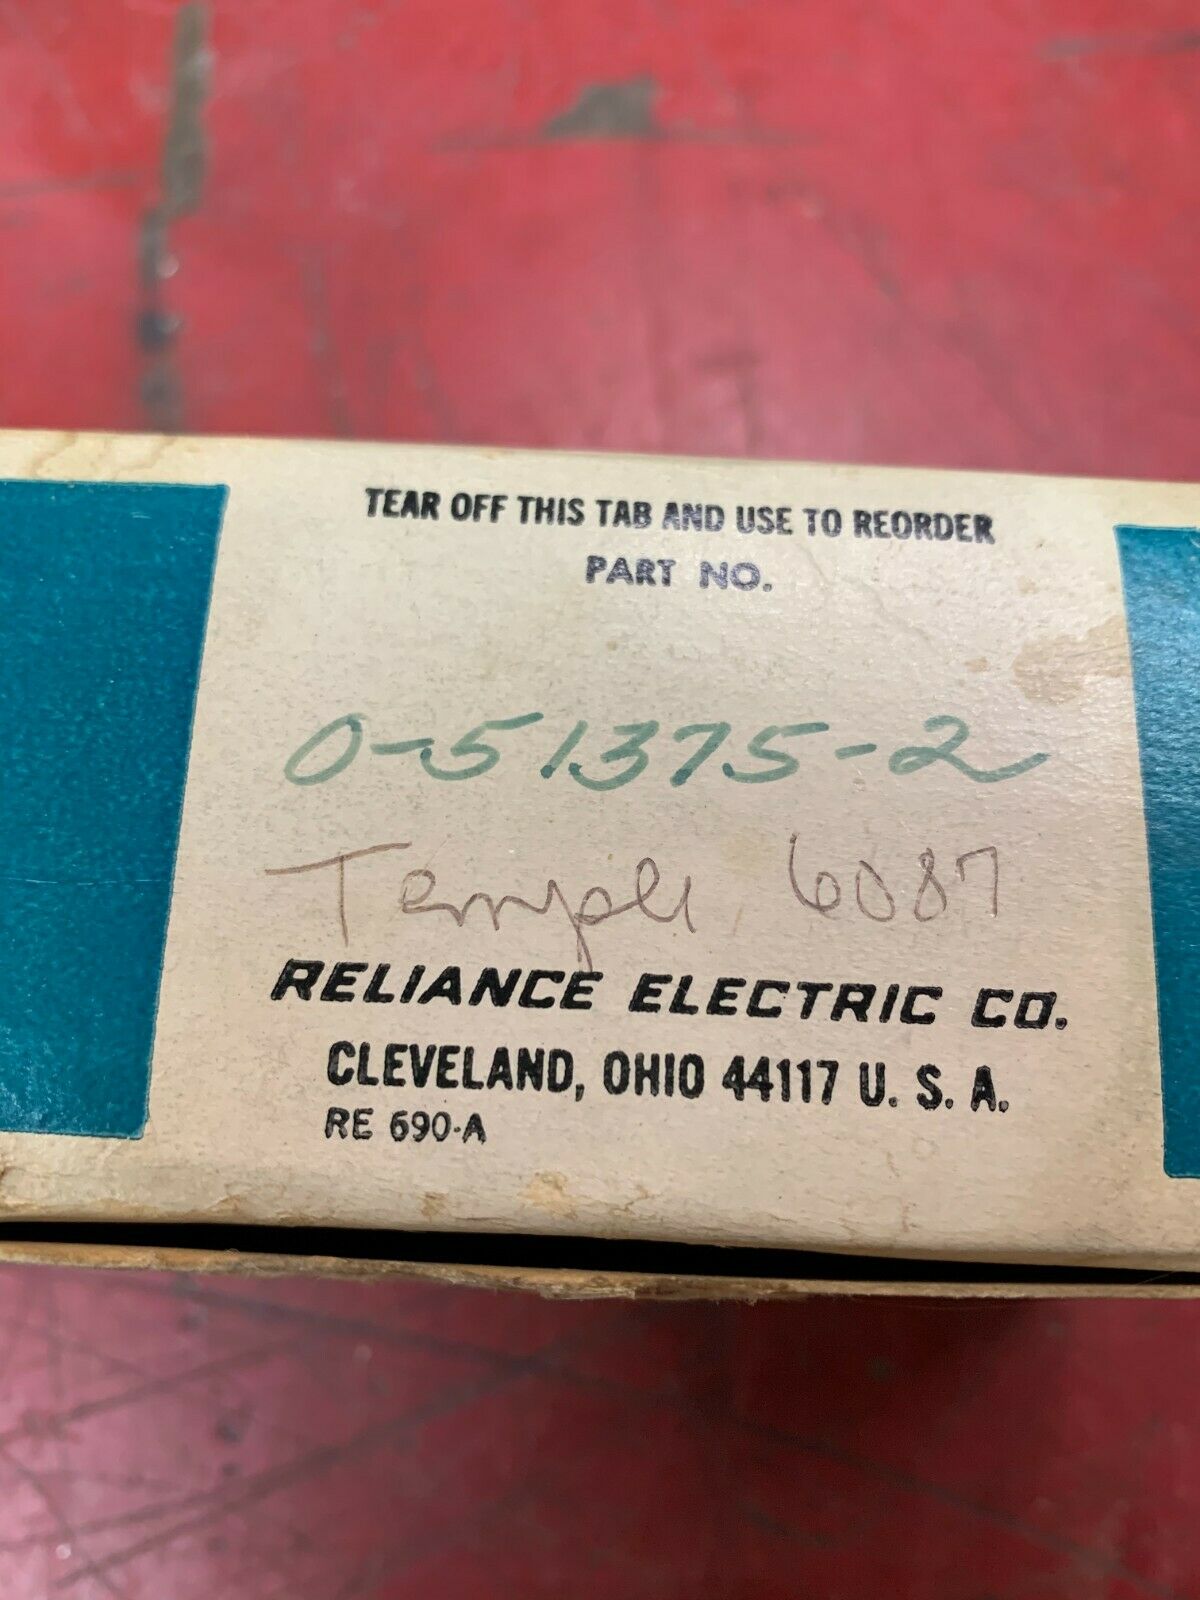 TEAR OFF THIS TAB AND USE TO REORDER
PART NO.
0-51375-2
Temple 6087
RELIANCE ELECTRIC CO.
CLEVELAND, OHIO 44117 U. S. A.
RE 690-A